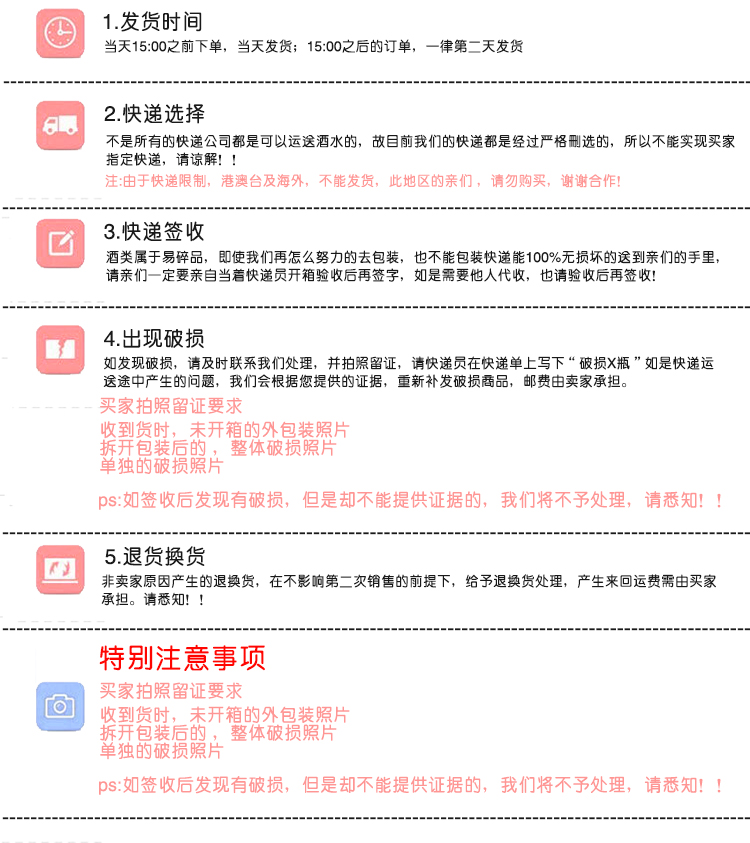 1.发货时间
当天15:00之前下单，当天发货；15:00之后的订单，一律第二天发货
2.快递选择
不是所有的快递公司都是可以运送酒水的，故目前我们的快递都是经过严格删选的，所以不能实现买家
指定快递，请谅解！！
注:由于快递限制，港澳台及海外，不能发货，此地区的亲们，请勿购买，谢谢合作!
3.快递签收
酒类属于易碎品，即使我们再怎么努力的去包装，也不能包装快递能100%无损坏的送到亲们的手里，
请亲们一定要亲自当着快递员开箱验收后再签字，如是需要他人代收，也请验收后再签收!
4.出现破损
如发现破损，请及时联系我们处理，并拍照留证，请快递员在快递单上写下“破损X瓶”如是快递运
送途中产生的问题，我们会根据您提供的证据，重新补发破损商品，邮费由卖家承担。
买家拍照留证要求
收到货时，未开箱的外包装照片
拆开包装后的，整体破损照片
单独的破损照片
ps:如签收后发现有破损，但是却不能提供证据的，我们将不予处理，请悉知！！
5.退货换货
非卖家原因产生的退换货，在不影响第二次销售的前提下，给予退换货处理，产生来回运费需由买家
承担。请悉知！！
特别注意事项
买家拍照留证要求
收到货时，未开箱的外包装照片
拆开包装后的，整体破损照片
单独的破损照片
ps:如签收后发现有破损，但是却不能提供证据的，我们将不予处理，请悉知！！